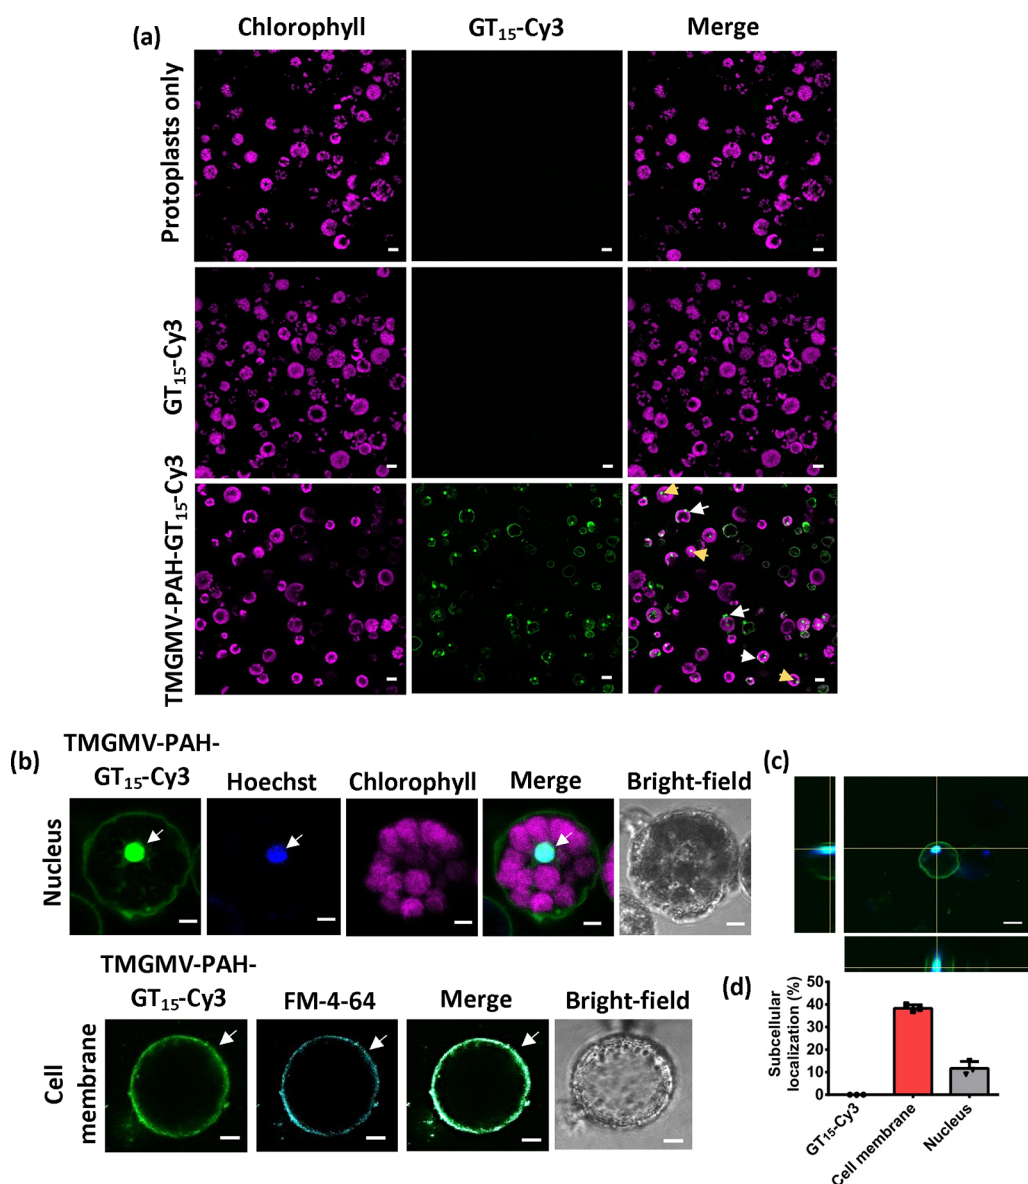 (a)
Chlorophyll GT₁₅-Cy3 Merge
Protoplasts only
GT₁₅-Cy3
TMGMV-PAH-GT₁₅-Cy3
(b)
TMGMV-PAH-
GT₁₅-Cy3 Hoechst Chlorophyll Merge Bright-field
Nucleus
TMGMV-PAH-
GT₁₅-Cy3 FM-4-64 Merge Bright-field
Cell
membrane
(c)
(d)
Subcellular
localization (%)
50
40
30
20
10
0
GT₁₅-Cy3
Cell membrane
Nucleus